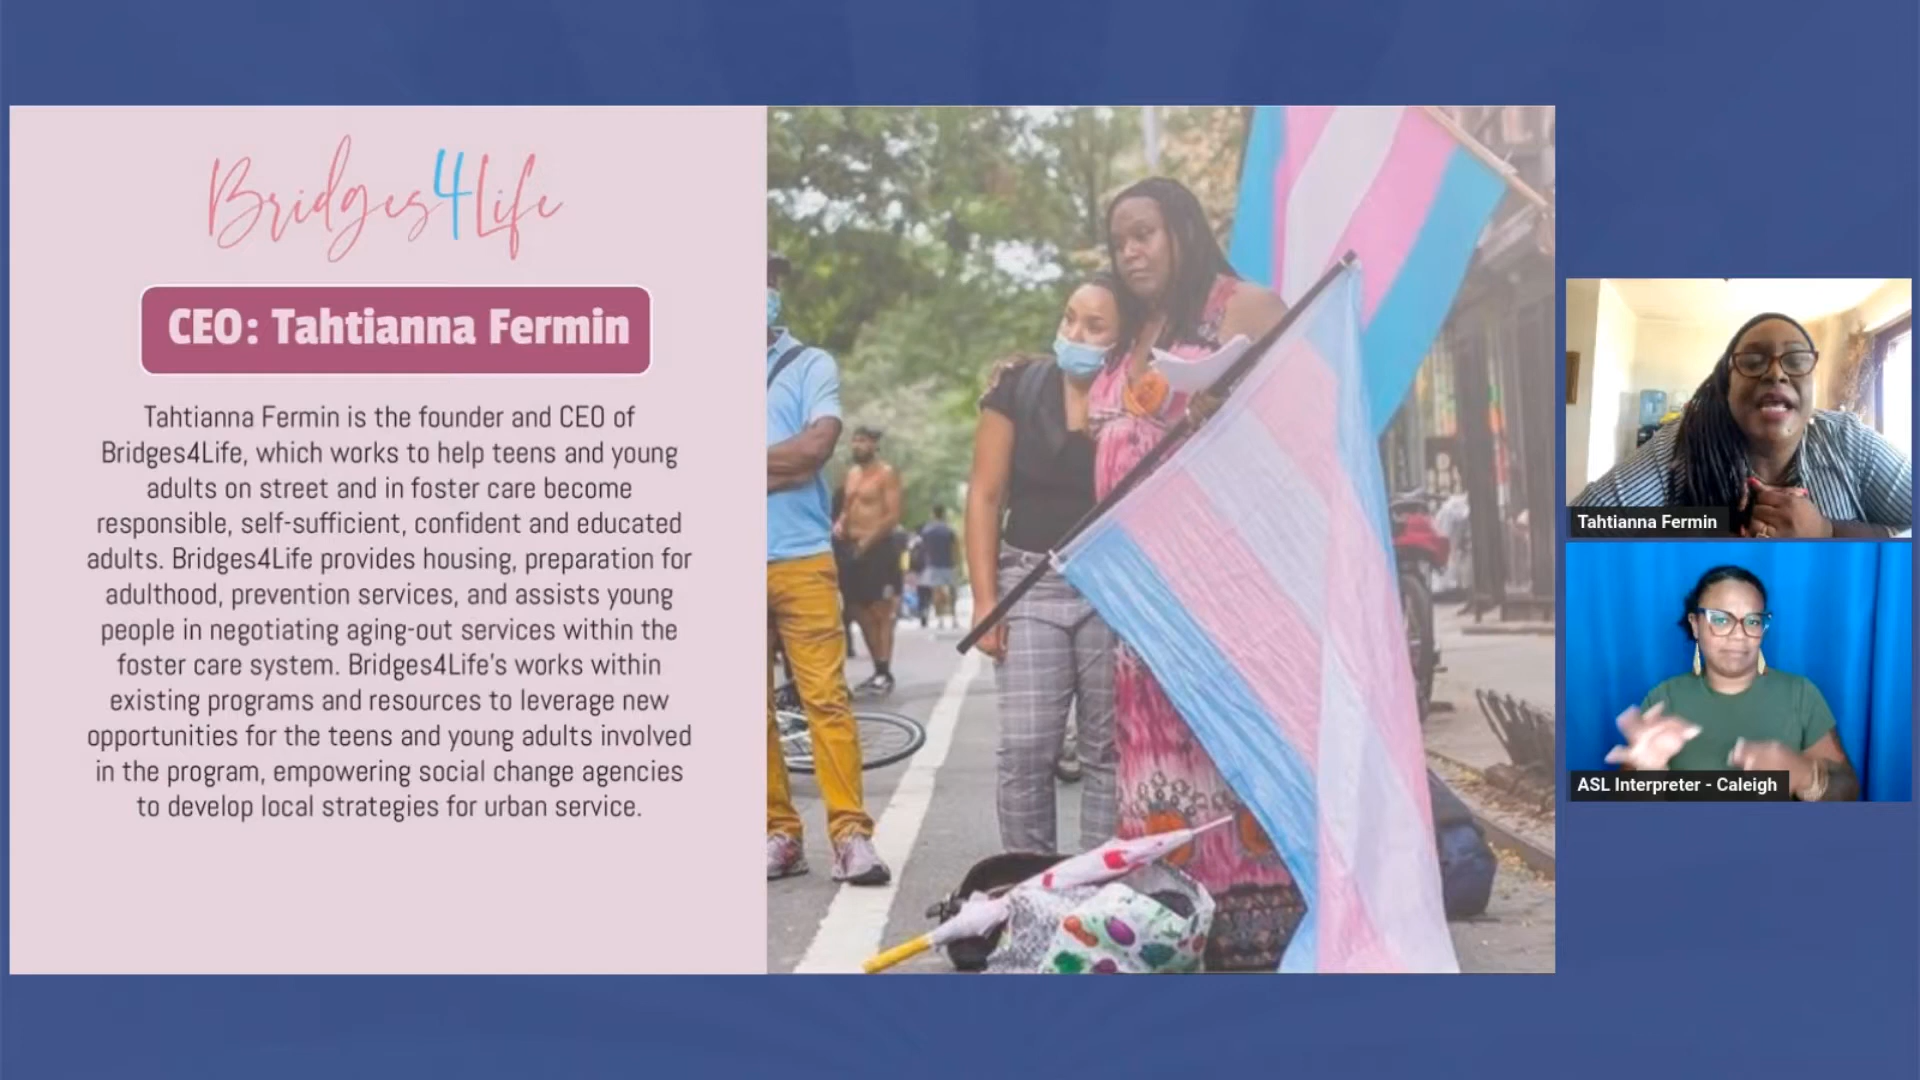 Bridges4Life
CEO: Tahtianna Fermin
Tahtianna Fermin is the founder and CEO of
Bridges4Life, which works to help teens and young
adults on street and in foster care become
responsible, self-sufficient, confident and educated
adults. Bridges4Life provides housing, preparation for
adulthood, prevention services, and assists young
people in negotiating aging-out services within the
foster care system. Bridges4Life's works within
existing programs and resources to leverage new
opportunities for the teens and young adults involved
in the program, empowering social change agencies
to develop local strategies for urban service.
Tahtianna Fermin
ASL Interpreter - Caleigh